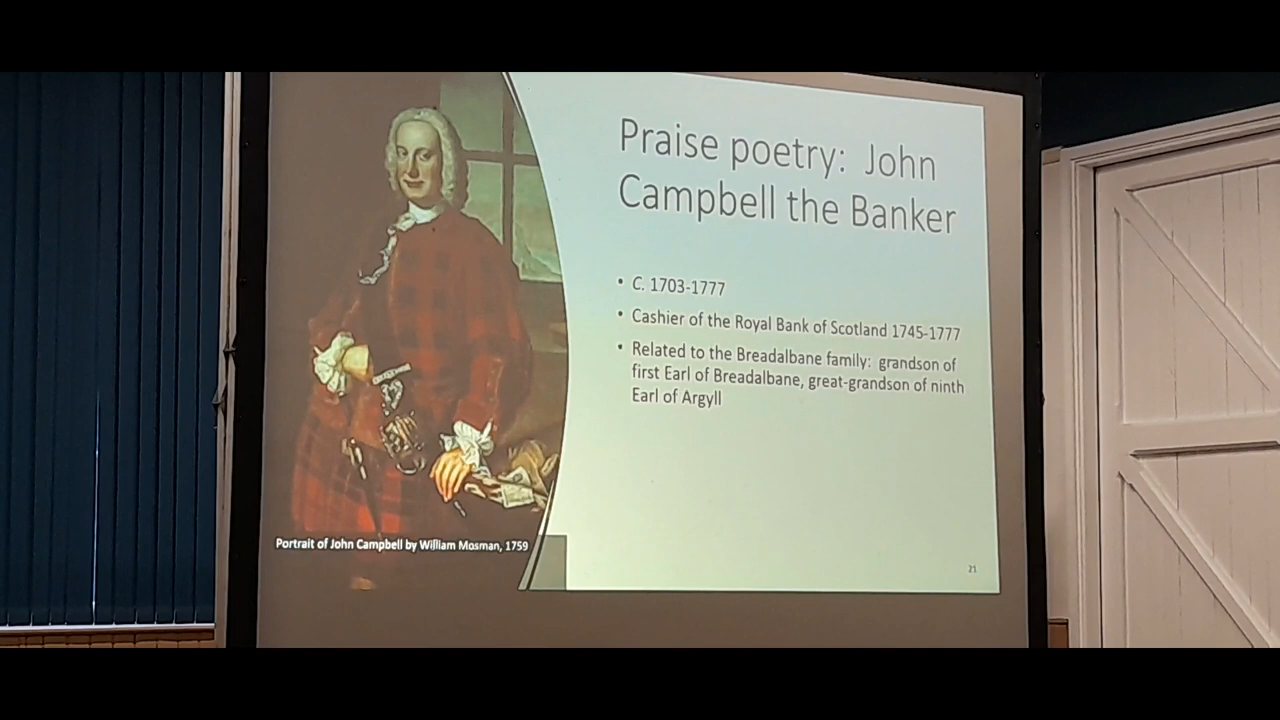 Praise poetry: John
Campbell the Banker
• C. 1703-1777
• Cashier of the Royal Bank of Scotland 1745-1777
• Related to the Breadalbane family: grandson of
first Earl of Breadalbane, great-grandson of ninth
Earl of Argyll
Portrait of John Campbell by William Mosman, 1759
21